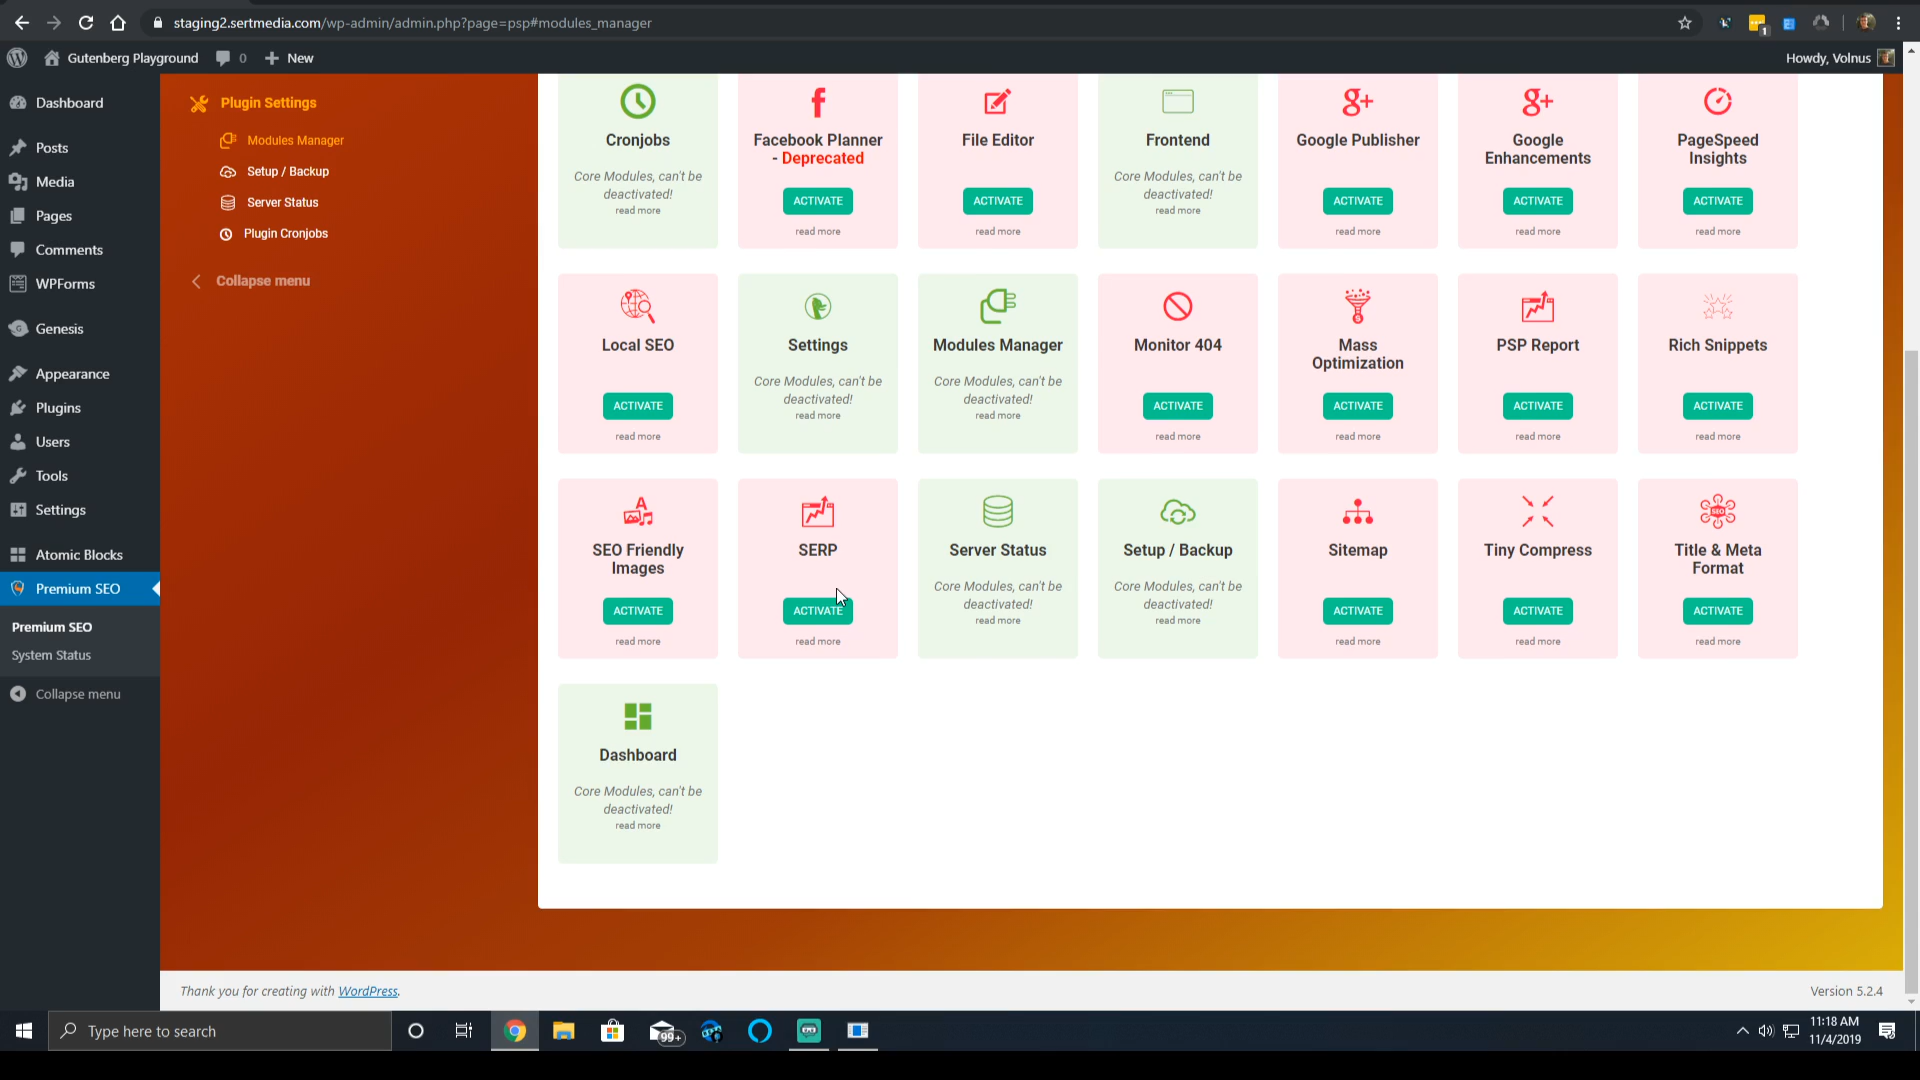 staging2.sertmedia.com/wp-admin/admin.php?page=psp#modules_manager
1
Gutenberg Playground
0
New
Howdy, Volnus
Dashboard
Posts
Media
Pages
Comments
WPForms
Genesis
Appearance
Plugins
Users
Tools
Settings
Atomic Blocks
Premium SEO
Premium SEO
System Status
Collapse menu
Plugin Settings
Modules Manager
Setup / Backup
Server Status
Plugin Cronjobs
Collapse menu
Cronjobs
Core Modules, can't be
deactivated!
read more
Facebook Planner
- Deprecated
ACTIVATE
read more
File Editor
ACTIVATE
read more
Frontend
Core Modules, can't be
deactivated!
read more
Google Publisher
ACTIVATE
read more
Google
Enhancements
ACTIVATE
read more
PageSpeed
Insights
ACTIVATE
read more
Local SEO
ACTIVATE
read more
Settings
Core Modules, can't be
deactivated!
read more
Modules Manager
Core Modules, can't be
deactivated!
read more
Monitor 404
ACTIVATE
read more
Mass
Optimization
ACTIVATE
read more
PSP Report
ACTIVATE
read more
Rich Snippets
ACTIVATE
read more
SEO Friendly
Images
ACTIVATE
read more
SERP
ACTIVATE
read more
Server Status
Core Modules, can't be
deactivated!
read more
Setup / Backup
Core Modules, can't be
deactivated!
read more
Sitemap
ACTIVATE
read more
Tiny Compress
ACTIVATE
read more
SEO
Title & Meta
Format
ACTIVATE
read more
Dashboard
Core Modules, can't be
deactivated!
read more
Thank you for creating with WordPress.
Version 5.2.4
Type here to search
99+
11:18 AM
11/4/2019